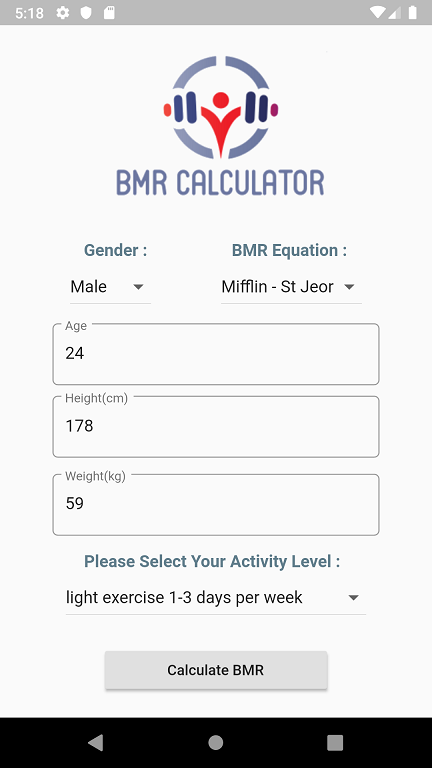 5:18
BMR CALCULATOR
Gender :
BMR Equation :
Male
Mifflin - St Jeor
Age
24
Height(cm)
178
Weight(kg)
59
Please Select Your Activity Level :
light exercise 1-3 days per week
Calculate BMR